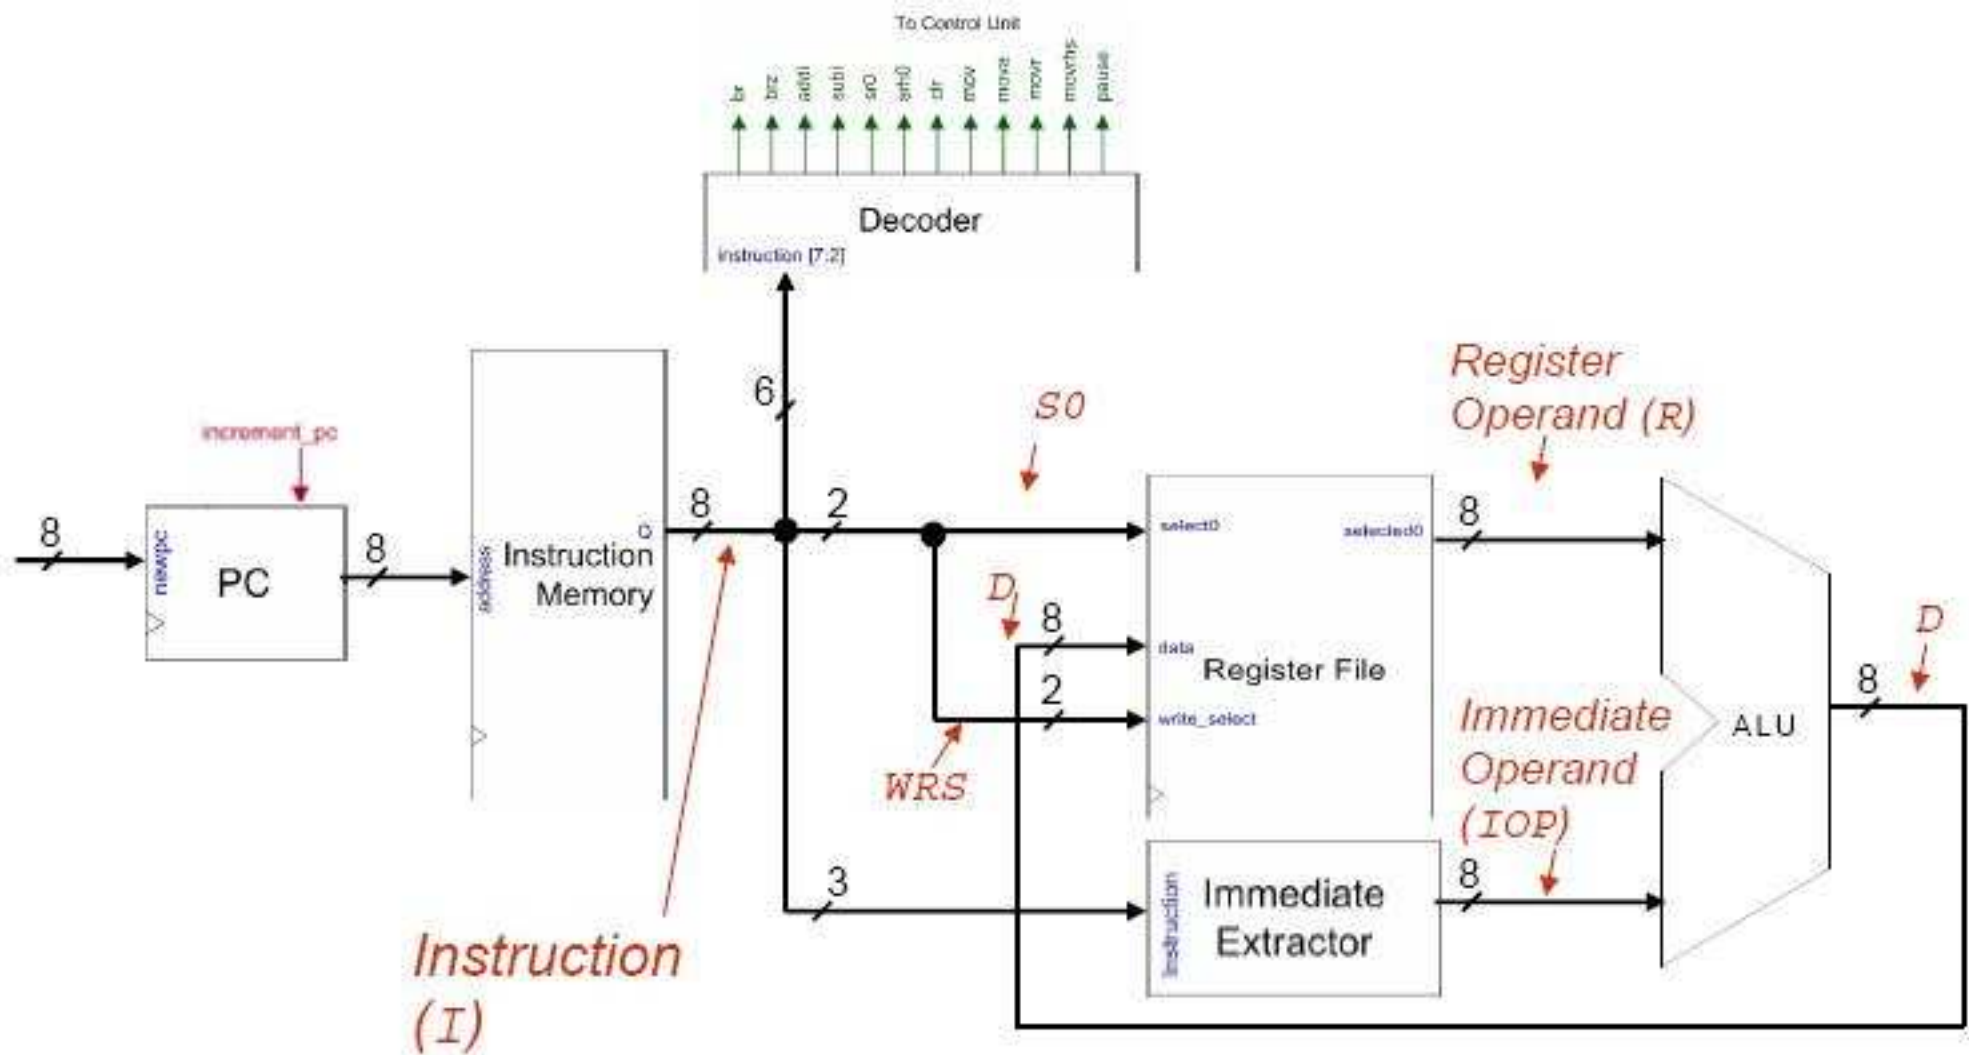 To Control Unit
br
brz
addi
subi
sr0
srh0
clr
mov
mova
movr
movrhs
pause
Decoder
instruction [7:2]
6
S0
Register
Operand (R)
increment_pc
8
newpc
PC
8
address
Instruction
Memory
Q
8
2
select0
selected0
8
D
8
data
Register File
2
write_select
WRS
D
8
ALU
Immediate
Operand
(IOP)
8
3
Instruction
Immediate
Extractor
Instruction
(I)